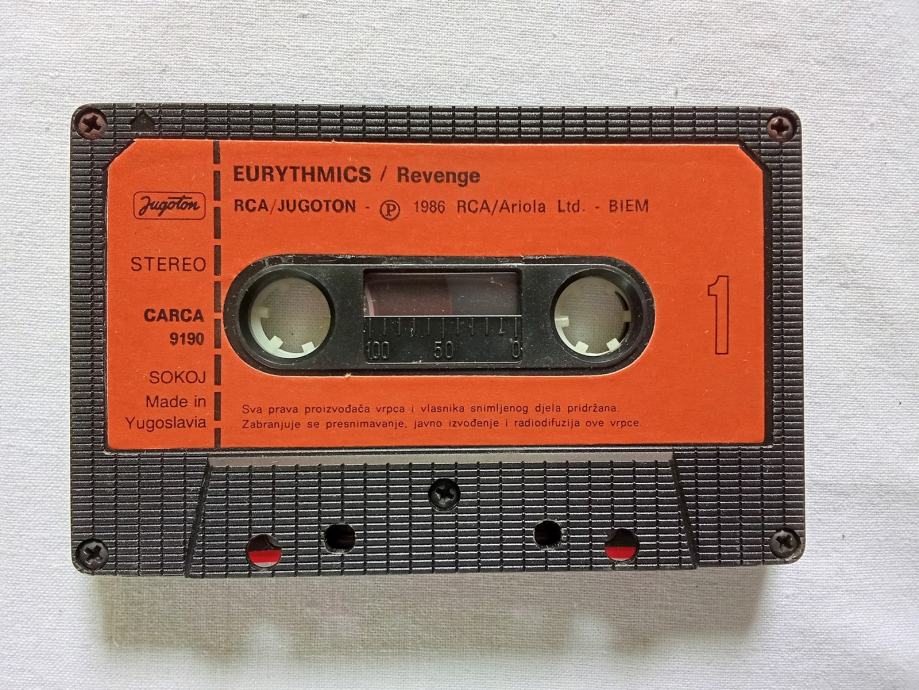 EURYTHMICS / Revenge
RCA/JUGOTON - Ⓟ 1986 RCA/Ariola Ltd. - BIEM
Jugoton
STEREO
CARCA
9190
SOKOJ
Made in
Yugoslavia
100 50 0
1
Sva prava proizvođača vrpca i vlasnika snimljenog djela pridržana.
Zabranjuje se presnimavanje, javno izvođenje i radiodifuzija ove vrpce.